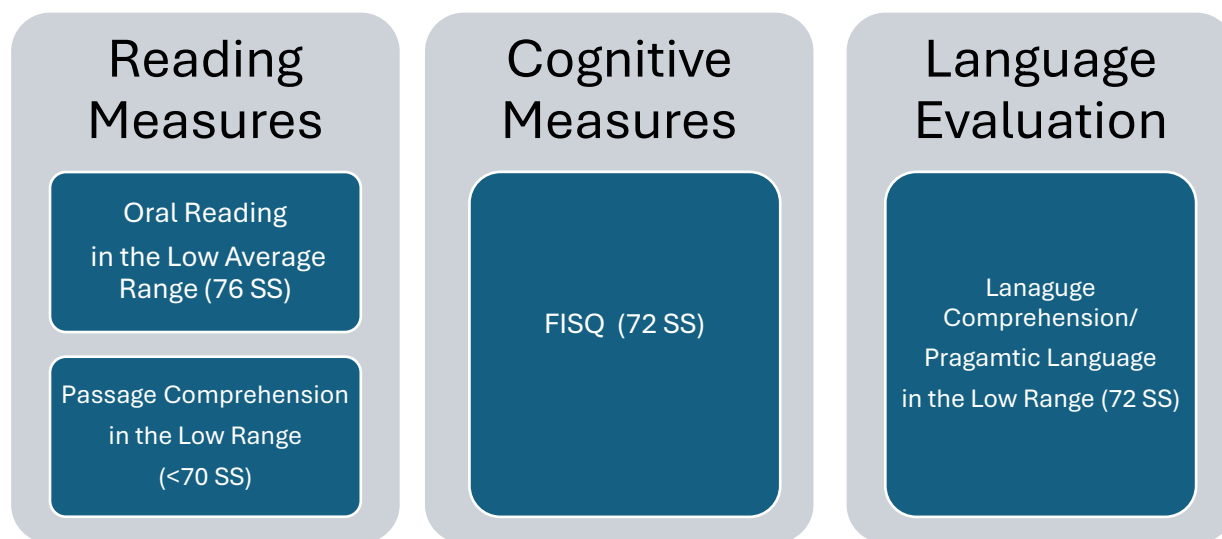 Reading
Measures
Oral Reading
in the Low Average
Range (76 SS)
Passage Comprehension
in the Low Range
(<70 SS)
Cognitive
Measures
FISQ (72 SS)
Language
Evaluation
Lanaguge
Comprehension/
Pragamtic Language
in the Low Range (72 SS)